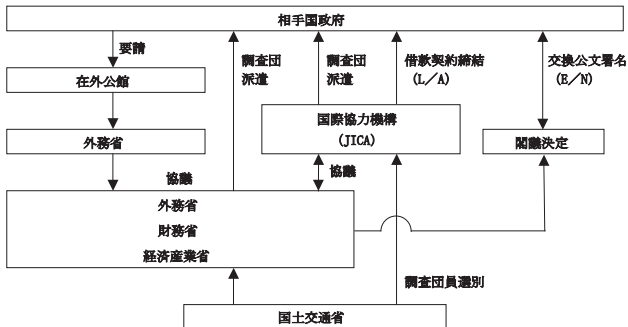 相手国政府
要請
調査団
派遣
調査団
派遣
借款契約締結
(L/A)
交換公文署名
(E/N)
在外公館
国際協力機構
(JICA)
外務省
閣議決定
協議
協議
外務省
財務省
経済産業省
調査団員選別
国土交通省